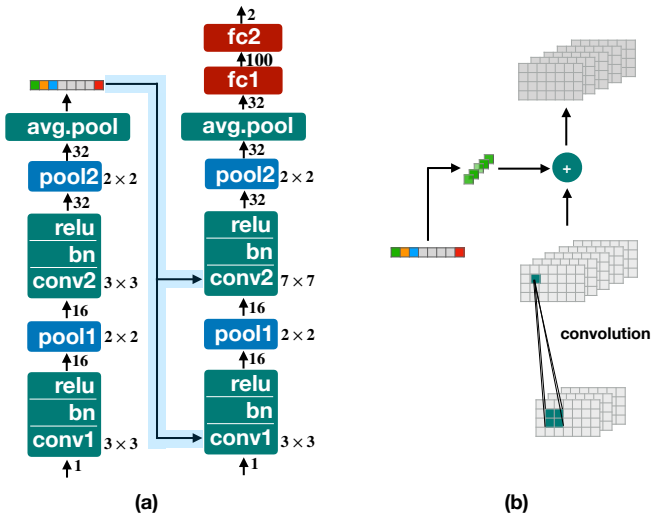 2
fc2
100
fc1
32
avg.pool
32
pool2 2 × 2
32
relu
bn
conv2 7 × 7
16
pool1 2 × 2
16
relu
bn
conv1 3 × 3
1
avg.pool
32
pool2 2 × 2
32
relu
bn
conv2 3 × 3
16
pool1 2 × 2
16
relu
bn
conv1 3 × 3
1
(a)
+
convolution
(b)